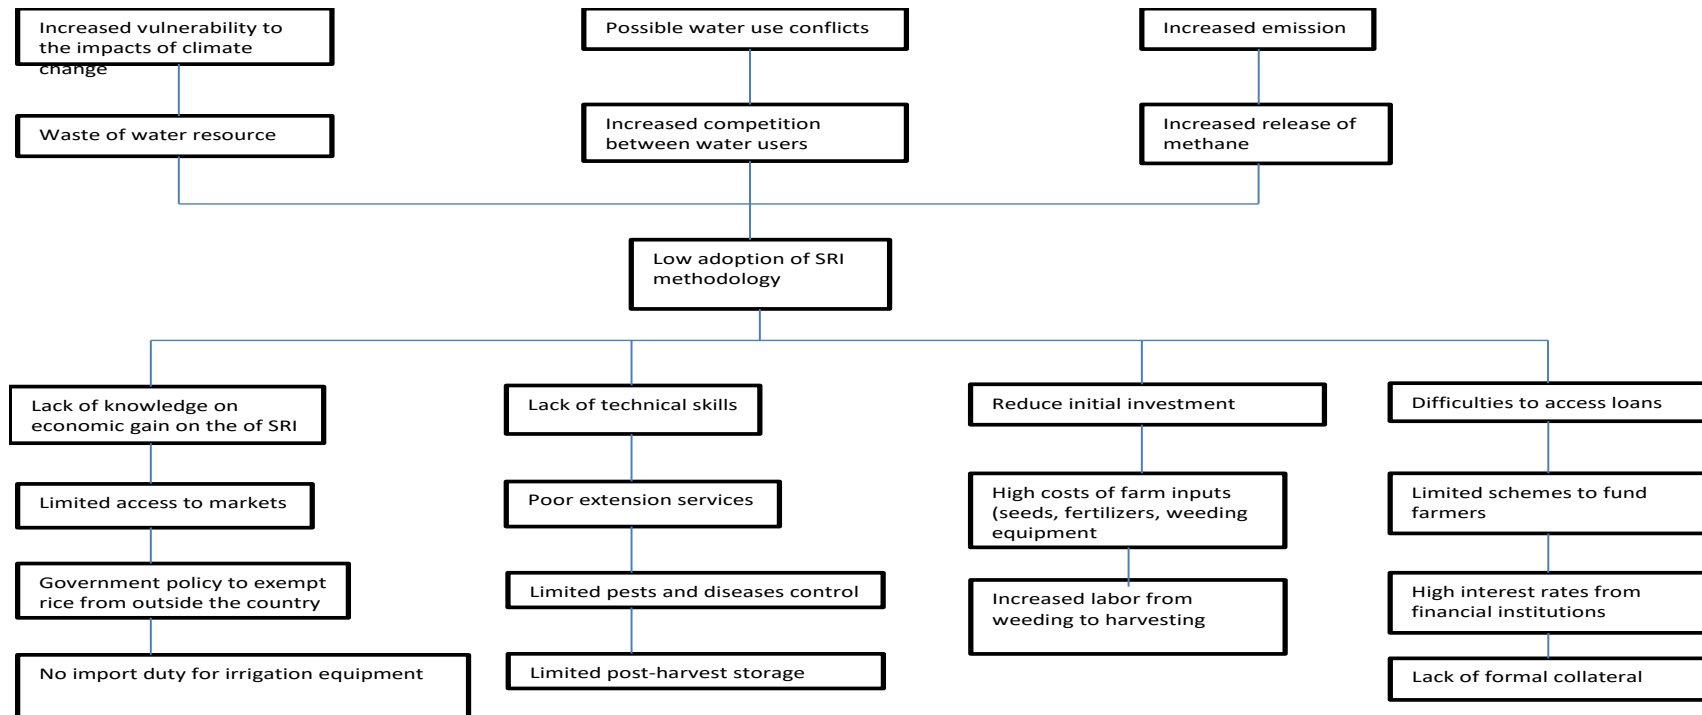 Increased vulnerability to
the impacts of climate
change
Possible water use conflicts
Increased emission
Waste of water resource
Increased competition
between water users
Increased release of
methane
Low adoption of SRI
methodology
Lack of knowledge on
economic gain on the of SRI
Lack of technical skills
Reduce initial investment
Difficulties to access loans
Limited access to markets
Poor extension services
High costs of farm inputs
(seeds, fertilizers, weeding
equipment
Limited schemes to fund
farmers
Government policy to exempt
rice from outside the country
Limited pests and diseases control
Increased labor from
weeding to harvesting
High interest rates from
financial institutions
No import duty for irrigation equipment
Limited post-harvest storage
Lack of formal collateral